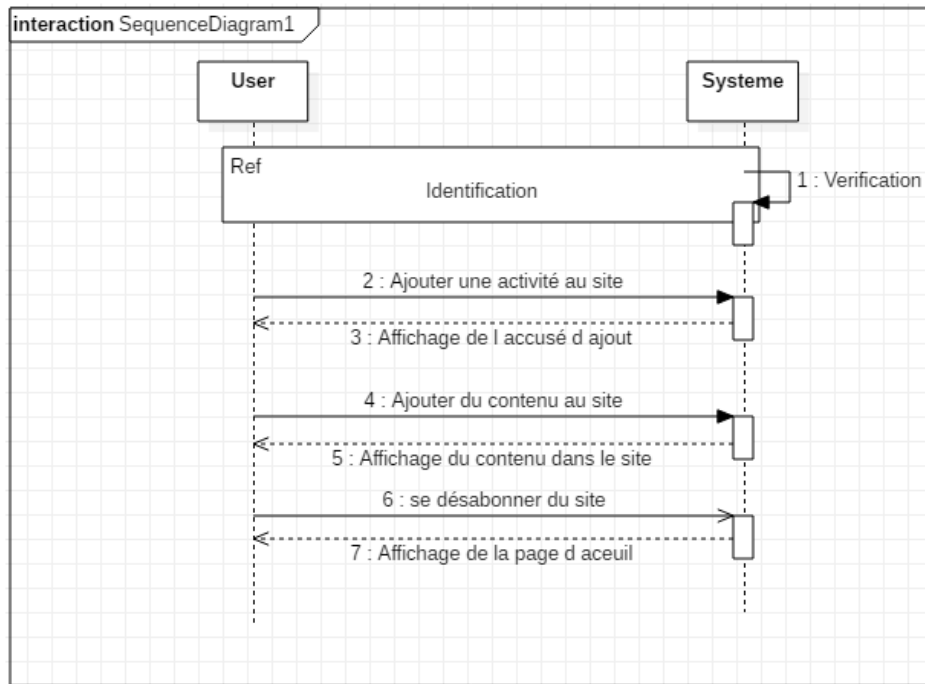 interaction SequenceDiagram1
User
Systeme
Ref
Identification
1 : Verification
2 : Ajouter une activité au site
3 : Affichage de l accusé d ajout
4 : Ajouter du contenu au site
5 : Affichage du contenu dans le site
6 : se désabonner du site
7 : Affichage de la page d aceuil